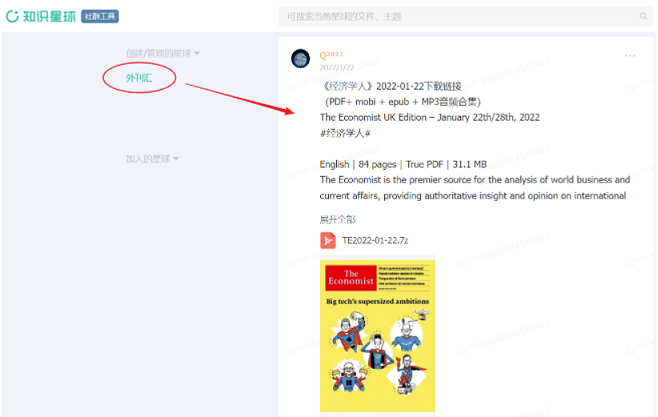 知识星球 社群工具
可搜索当前星球的文件、主题
创建/管理的星球
外刊汇
加入的星球
Q²⁰²¹
2022/1/22
《经济学人》2022-01-22下载链接
（PDF+ mobi + epub + MP3音频合集）
The Economist UK Edition – January 22th/28th, 2022
#经济学人#
English | 84 pages | True PDF | 31.1 MB
The Economist is the premier source for the analysis of world business and
current affairs, providing authoritative insight and opinion on international
展开全部
TE2022-01-22.7z
The
Economist
Big tech's supersized ambitions